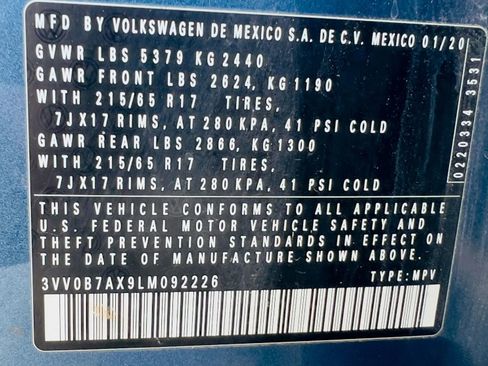 MFD BY VOLKSWAGEN DE MEXICO S.A. DE C.V. MEXICO 01/20
GVWR LBS 5379 KG 2440
GAWR FRONT LBS 2624, KG 1190
WITH 215/65 R17 TIRES,
7JX17 RIMS, AT 280 KPA, 41 PSI COLD
GAWR REAR LBS 2866, KG 1300
WITH 215/65 R17 TIRES,
7JX17 RIMS, AT 280 KPA, 41 PSI COLD
0220334 3531
THIS VEHICLE CONFORMS TO ALL APPLICABLE
U.S. FEDERAL MOTOR VEHICLE SAFETY AND
THEFT PREVENTION STANDARDS IN EFFECT ON
THE DATE OF MANUFACTURE SHOWN ABOVE
3VV0B7AX9LM092226 TYPE: MPV